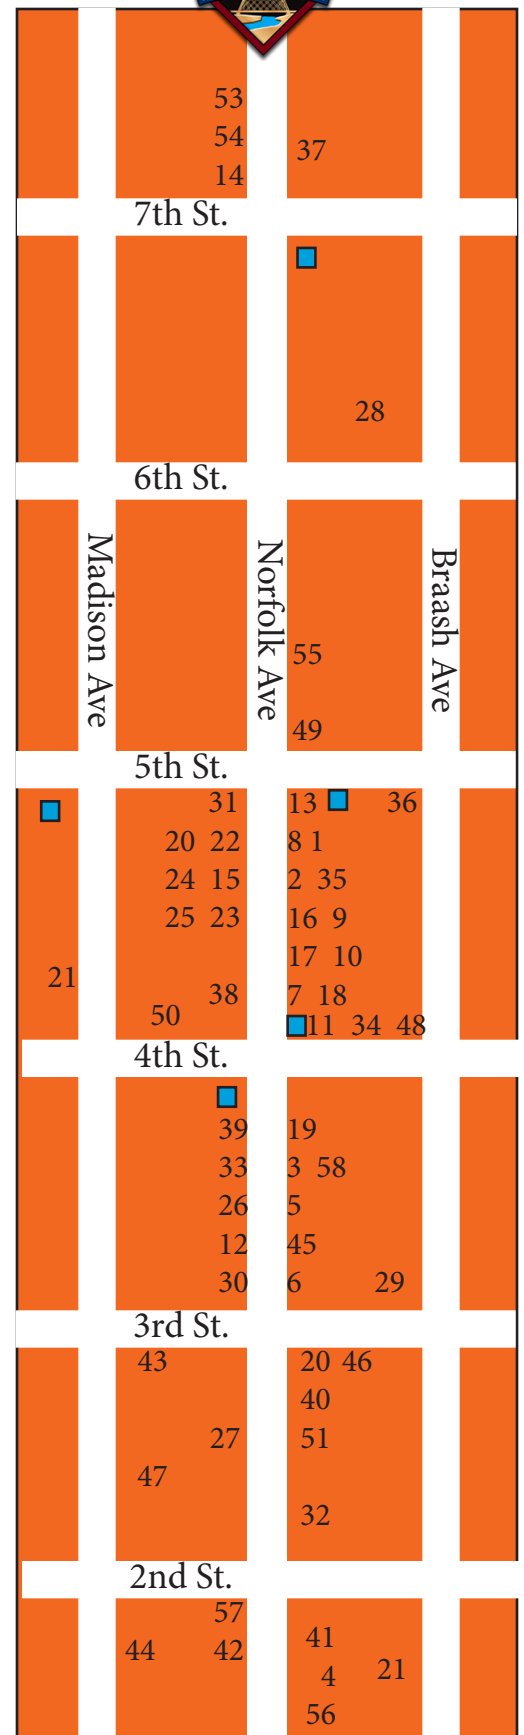 53
54
37
14
7th St.
28
6th St.
Madison Ave
Norfolk Ave
Braash Ave
55
49
5th St.
31 13 36
20 22 8 1
24 15 2 35
25 23 16 9
17 10
21
38 7 18
50 11 34 48
4th St.
39 19
33 3 58
26 5
12 45
30 6 29
3rd St.
43 20 46
40
27 51
47
32
2nd St.
57
41
44 42
4 21
56